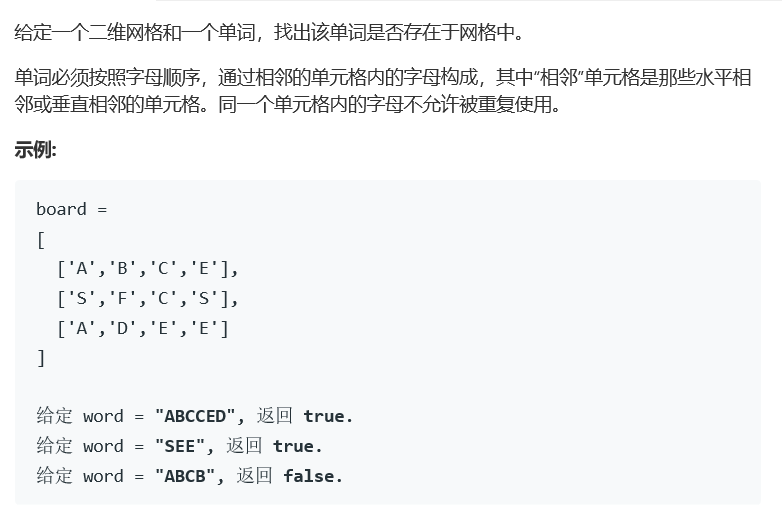 给定一个二维网格和一个单词，找出该单词是否存在于网格中。
单词必须按照字母顺序，通过相邻的单元格内的字母构成，其中“相邻”单元格是那些水平相
邻或垂直相邻的单元格。同一个单元格内的字母不允许被重复使用。
示例:
board =
[
  ['A','B','C','E'],
  ['S','F','C','S'],
  ['A','D','E','E']
]
给定 word = "ABCCED", 返回 true.
给定 word = "SEE", 返回 true.
给定 word = "ABCB", 返回 false.